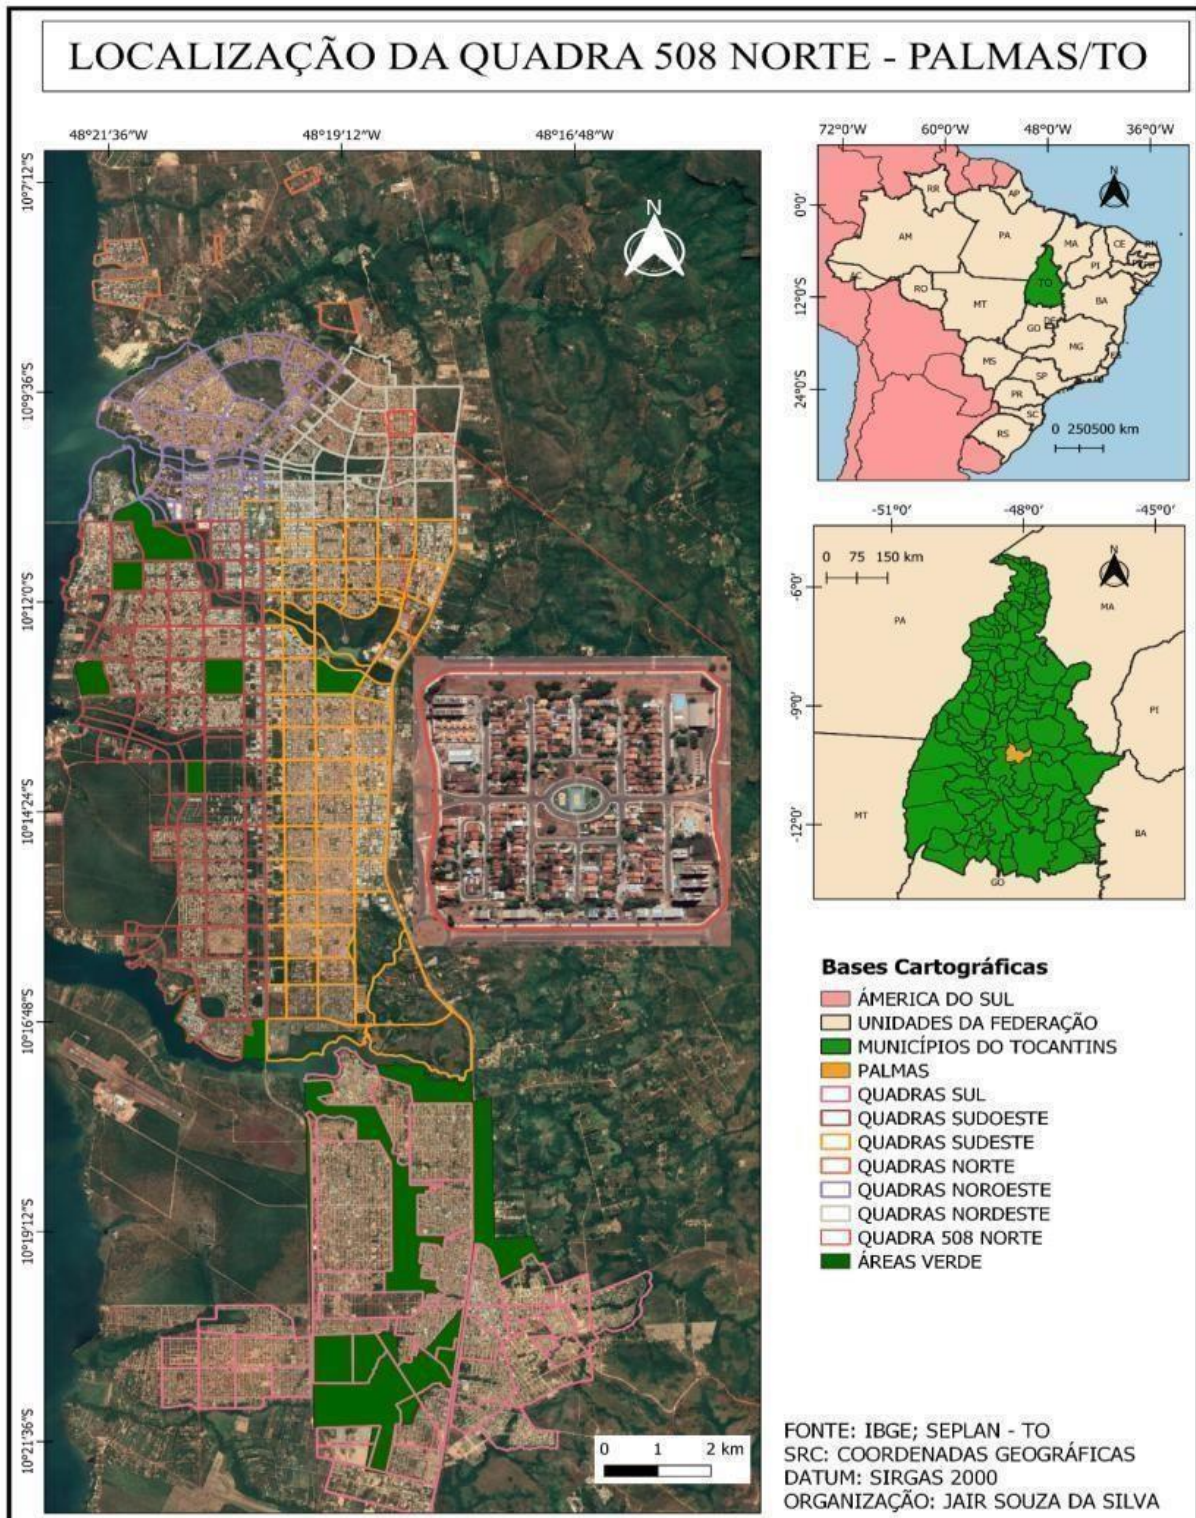 LOCALIZAÇÃO DA QUADRA 508 NORTE - PALMAS/TO
48°21'36"W 48°19'12"W 48°16'48"W
10°7'12"S
10°9'36"S
10°12'0"S
10°14'24"S
10°16'48"S
10°19'12"S
10°21'36"S
N
0 1 2 km
72°0'W 60°0'W 48°0'W 36°0'W
0°0'
12°0'S
24°0'S
N
RR
AP
AM
PA
MA
CE
RN
PI
AC
RO
TO
MT
BA
GO
DF
MG
ES
MS
SP
RJ
PR
SC
RS
0 250500 km
-51°0' -48°0' -45°0'
-6°0'
-9°0'
-12°0'
0 75 150 km
N
PA
MA
PI
MT
BA
GO
Bases Cartográficas
ÁMERICA DO SUL
UNIDADES DA FEDERAÇÃO
MUNICÍPIOS DO TOCANTINS
PALMAS
QUADRAS SUL
QUADRAS SUDOESTE
QUADRAS SUDESTE
QUADRAS NORTE
QUADRAS NOROESTE
QUADRAS NORDESTE
QUADRA 508 NORTE
ÁREAS VERDE
FONTE: IBGE; SEPLAN - TO
SRC: COORDENADAS GEOGRÁFICAS
DATUM: SIRGAS 2000
ORGANIZAÇÃO: JAIR SOUZA DA SILVA